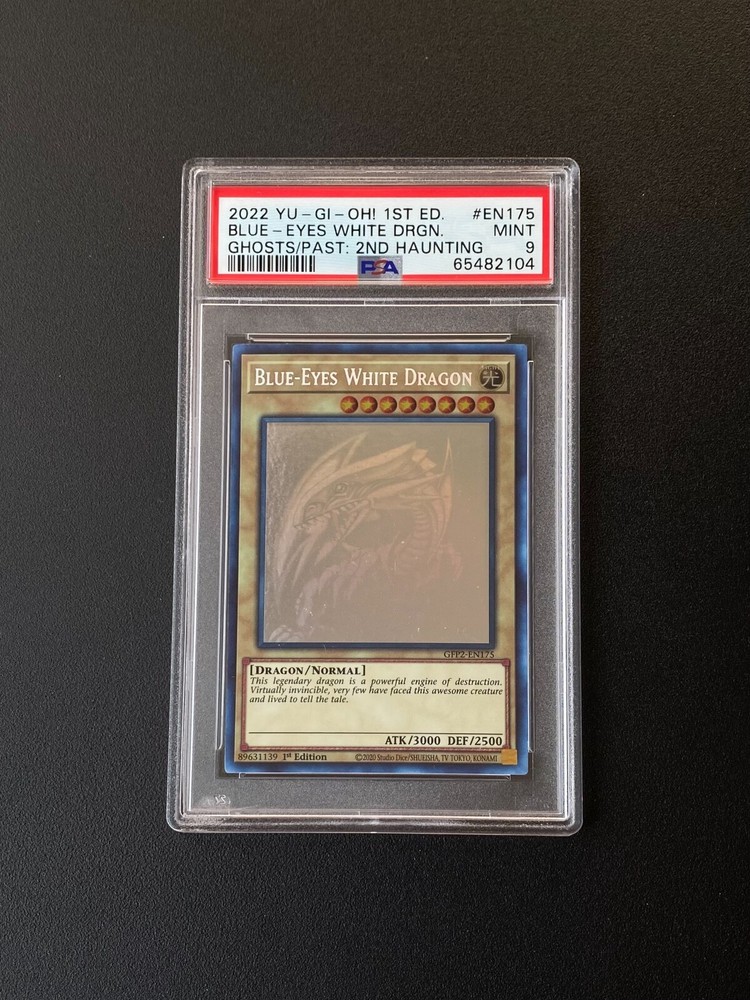 2022 YU-GI-OH! 1ST ED. #EN175
BLUE-EYES WHITE DRGN. MINT
GHOSTS/PAST: 2ND HAUNTING 9
PSA 65482104
BLUE-EYES WHITE DRAGON 光
GFP2-EN175
[DRAGON/NORMAL]
This legendary dragon is a powerful engine of destruction.
Virtually invincible, very few have faced this awesome creature
and lived to tell the tale.
ATK/3000 DEF/2500
89631139 1st Edition ©2020 Studio Dice/SHUEISHA, TV TOKYO, KONAMI